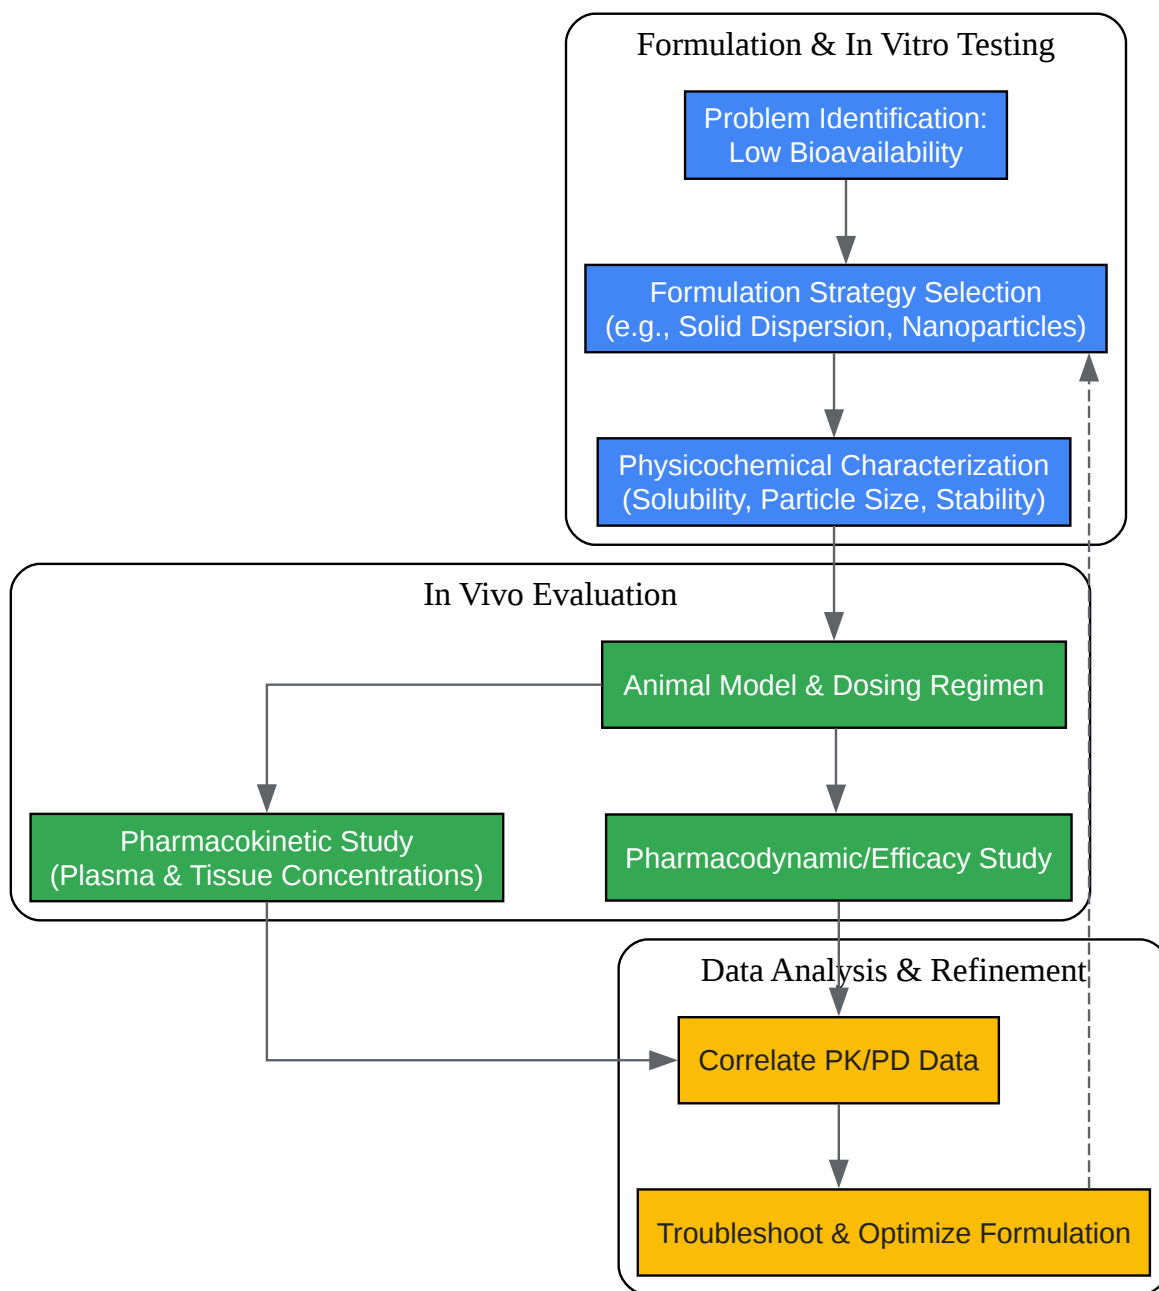 Formulation & In Vitro Testing
Problem Identification:
Low Bioavailability
Formulation Strategy Selection
(e.g., Solid Dispersion, Nanoparticles)
Physicochemical Characterization
(Solubility, Particle Size, Stability)
In Vivo Evaluation
Animal Model & Dosing Regimen
Pharmacokinetic Study
(Plasma & Tissue Concentrations)
Pharmacodynamic/Efficacy Study
Data Analysis & Refinement
Correlate PK/PD Data
Troubleshoot & Optimize Formulation